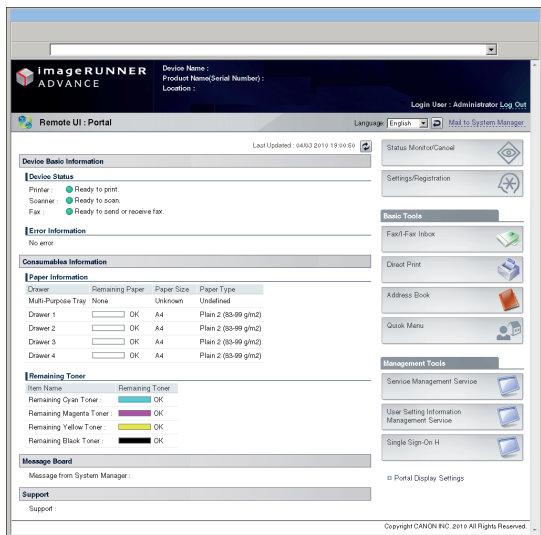 imageRUNNER
ADVANCE
Device Name :
Product Name(Serial Number) :
Location :
Login User : Administrator Log Out
Remote UI : Portal
Language: English Mail to System Manager
Last Updated : 04/03 2010 19:00:50
Device Basic Information
Device Status
Printer : Ready to print.
Scanner : Ready to scan.
Fax : Ready to send or receive fax.
Error Information
No error
Consumables Information
Paper Information
Drawer Remaining Paper Paper Size Paper Type
Multi-Purpose Tray None Unknown Undefined
Drawer 1 OK A4 Plain 2 (83-99 g/m2)
Drawer 2 OK A4 Plain 2 (83-99 g/m2)
Drawer 3 OK A4 Plain 2 (83-99 g/m2)
Drawer 4 OK A4 Plain 2 (83-99 g/m2)
Remaining Toner
Item Name Remaining Toner
Remaining Cyan Toner : OK
Remaining Magenta Toner : OK
Remaining Yellow Toner : OK
Remaining Black Toner : OK
Message Board
Message from System Manager :
Support
Support :
Status Monitor/Cancel
Settings/Registration
Basic Tools
Fax/I-Fax Inbox
Direct Print
Address Book
Quick Menu
Management Tools
Service Management Service
User Setting Information
Management Service
Single Sign-On H
Portal Display Settings
Copyright CANON INC. 2010 All Rights Reserved.